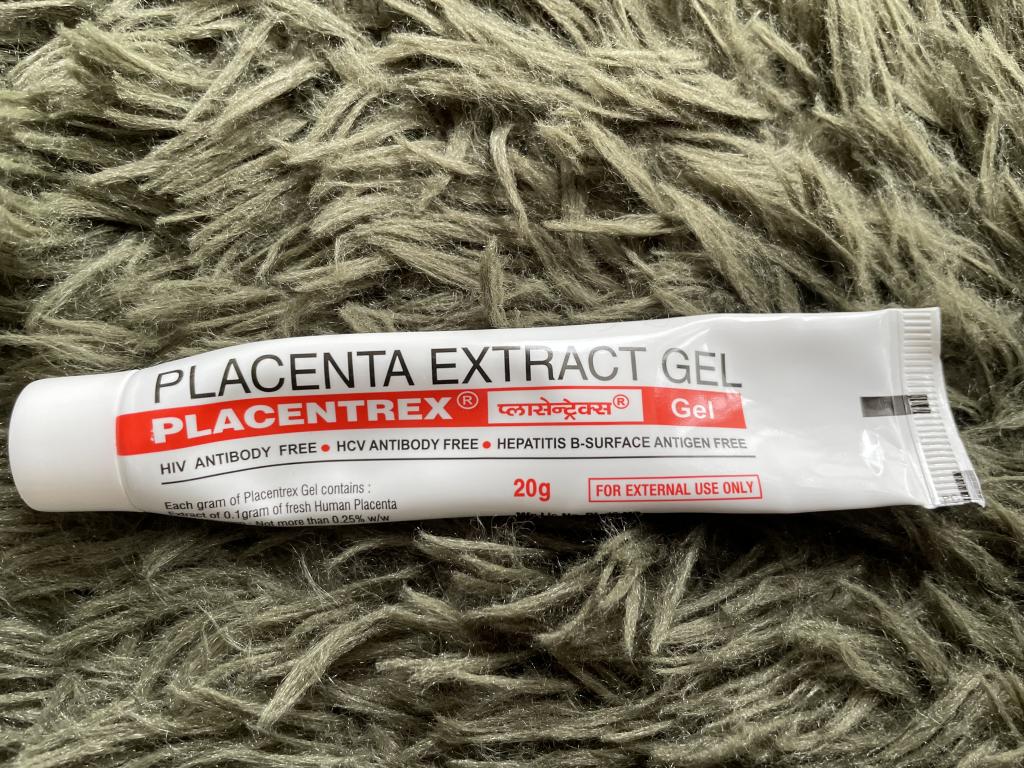 PLACENTA EXTRACT GEL
PLACENTREX® प्लासेन्ट्रेक्स® Gel
HIV ANTIBODY FREE • HCV ANTIBODY FREE • HEPATITIS B-SURFACE ANTIGEN FREE
Each gram of Placentrex Gel contains :
Extract of 0.1gram of fresh Human Placenta
Not more than 0.25% w/w
20g
FOR EXTERNAL USE ONLY